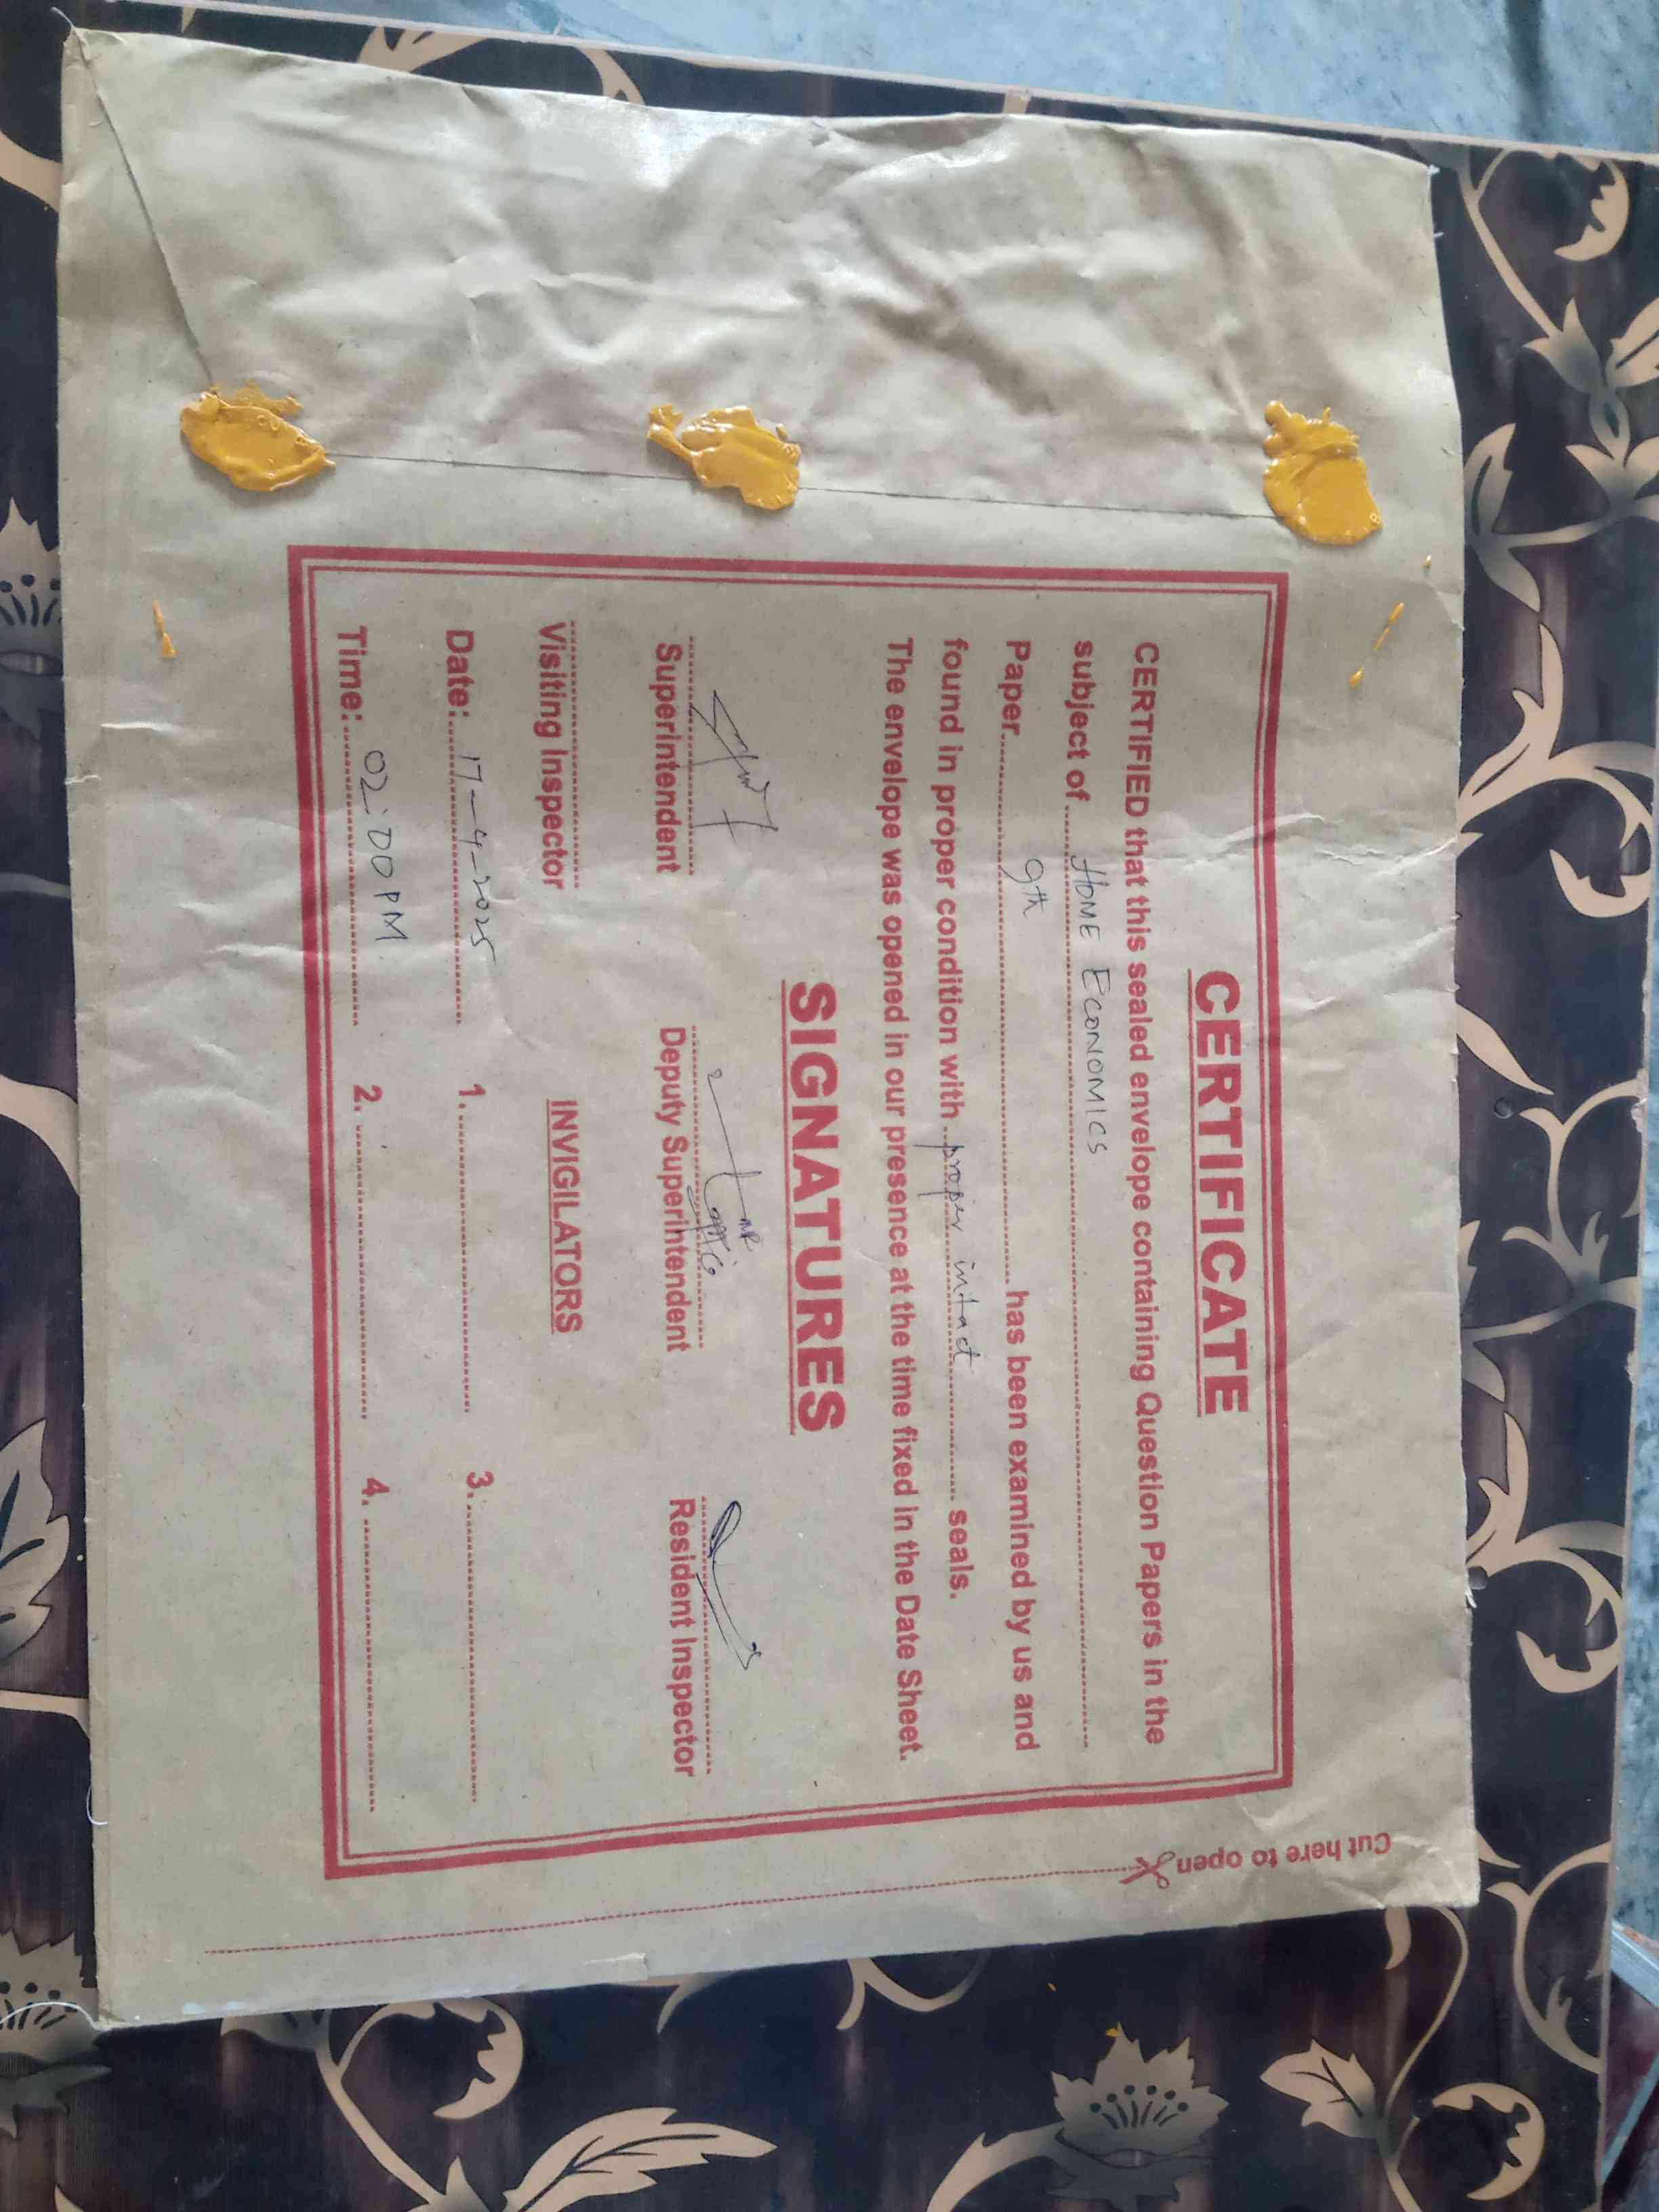 CERTIFICATE
CERTIFIED that this sealed envelope containing Question Papers in the
subject of HOME ECONOMICS
Paper 9th has been examined by us and
found in proper condition with proper intact seals.
The envelope was opened in our presence at the time fixed in the Date Sheet.
SIGNATURES
Superintendent Deputy Superintendent Resident Inspector
Visiting Inspector INVIGILATORS
Date: 17-4-2025 1. 3.
Time: 02:00 PM 2. 4.
Cut here to open